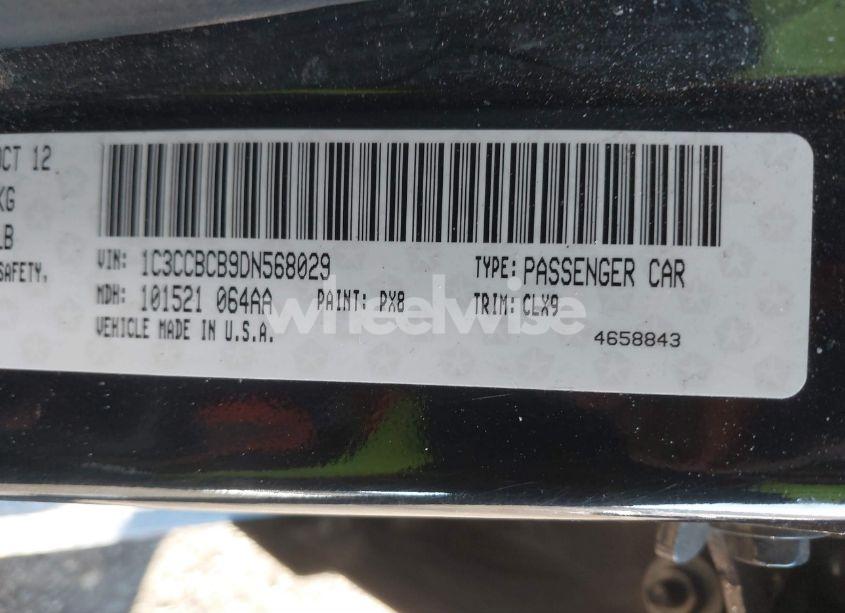 OCT 12
KG
LB
SAFETY,
VIN: 1C3CCBCB9DN568029
TYPE: PASSENGER CAR
MDH: 101521 064AA
PAINT: PX8
TRIM: CLX9
VEHICLE MADE IN U.S.A.
4658843
wheelwise